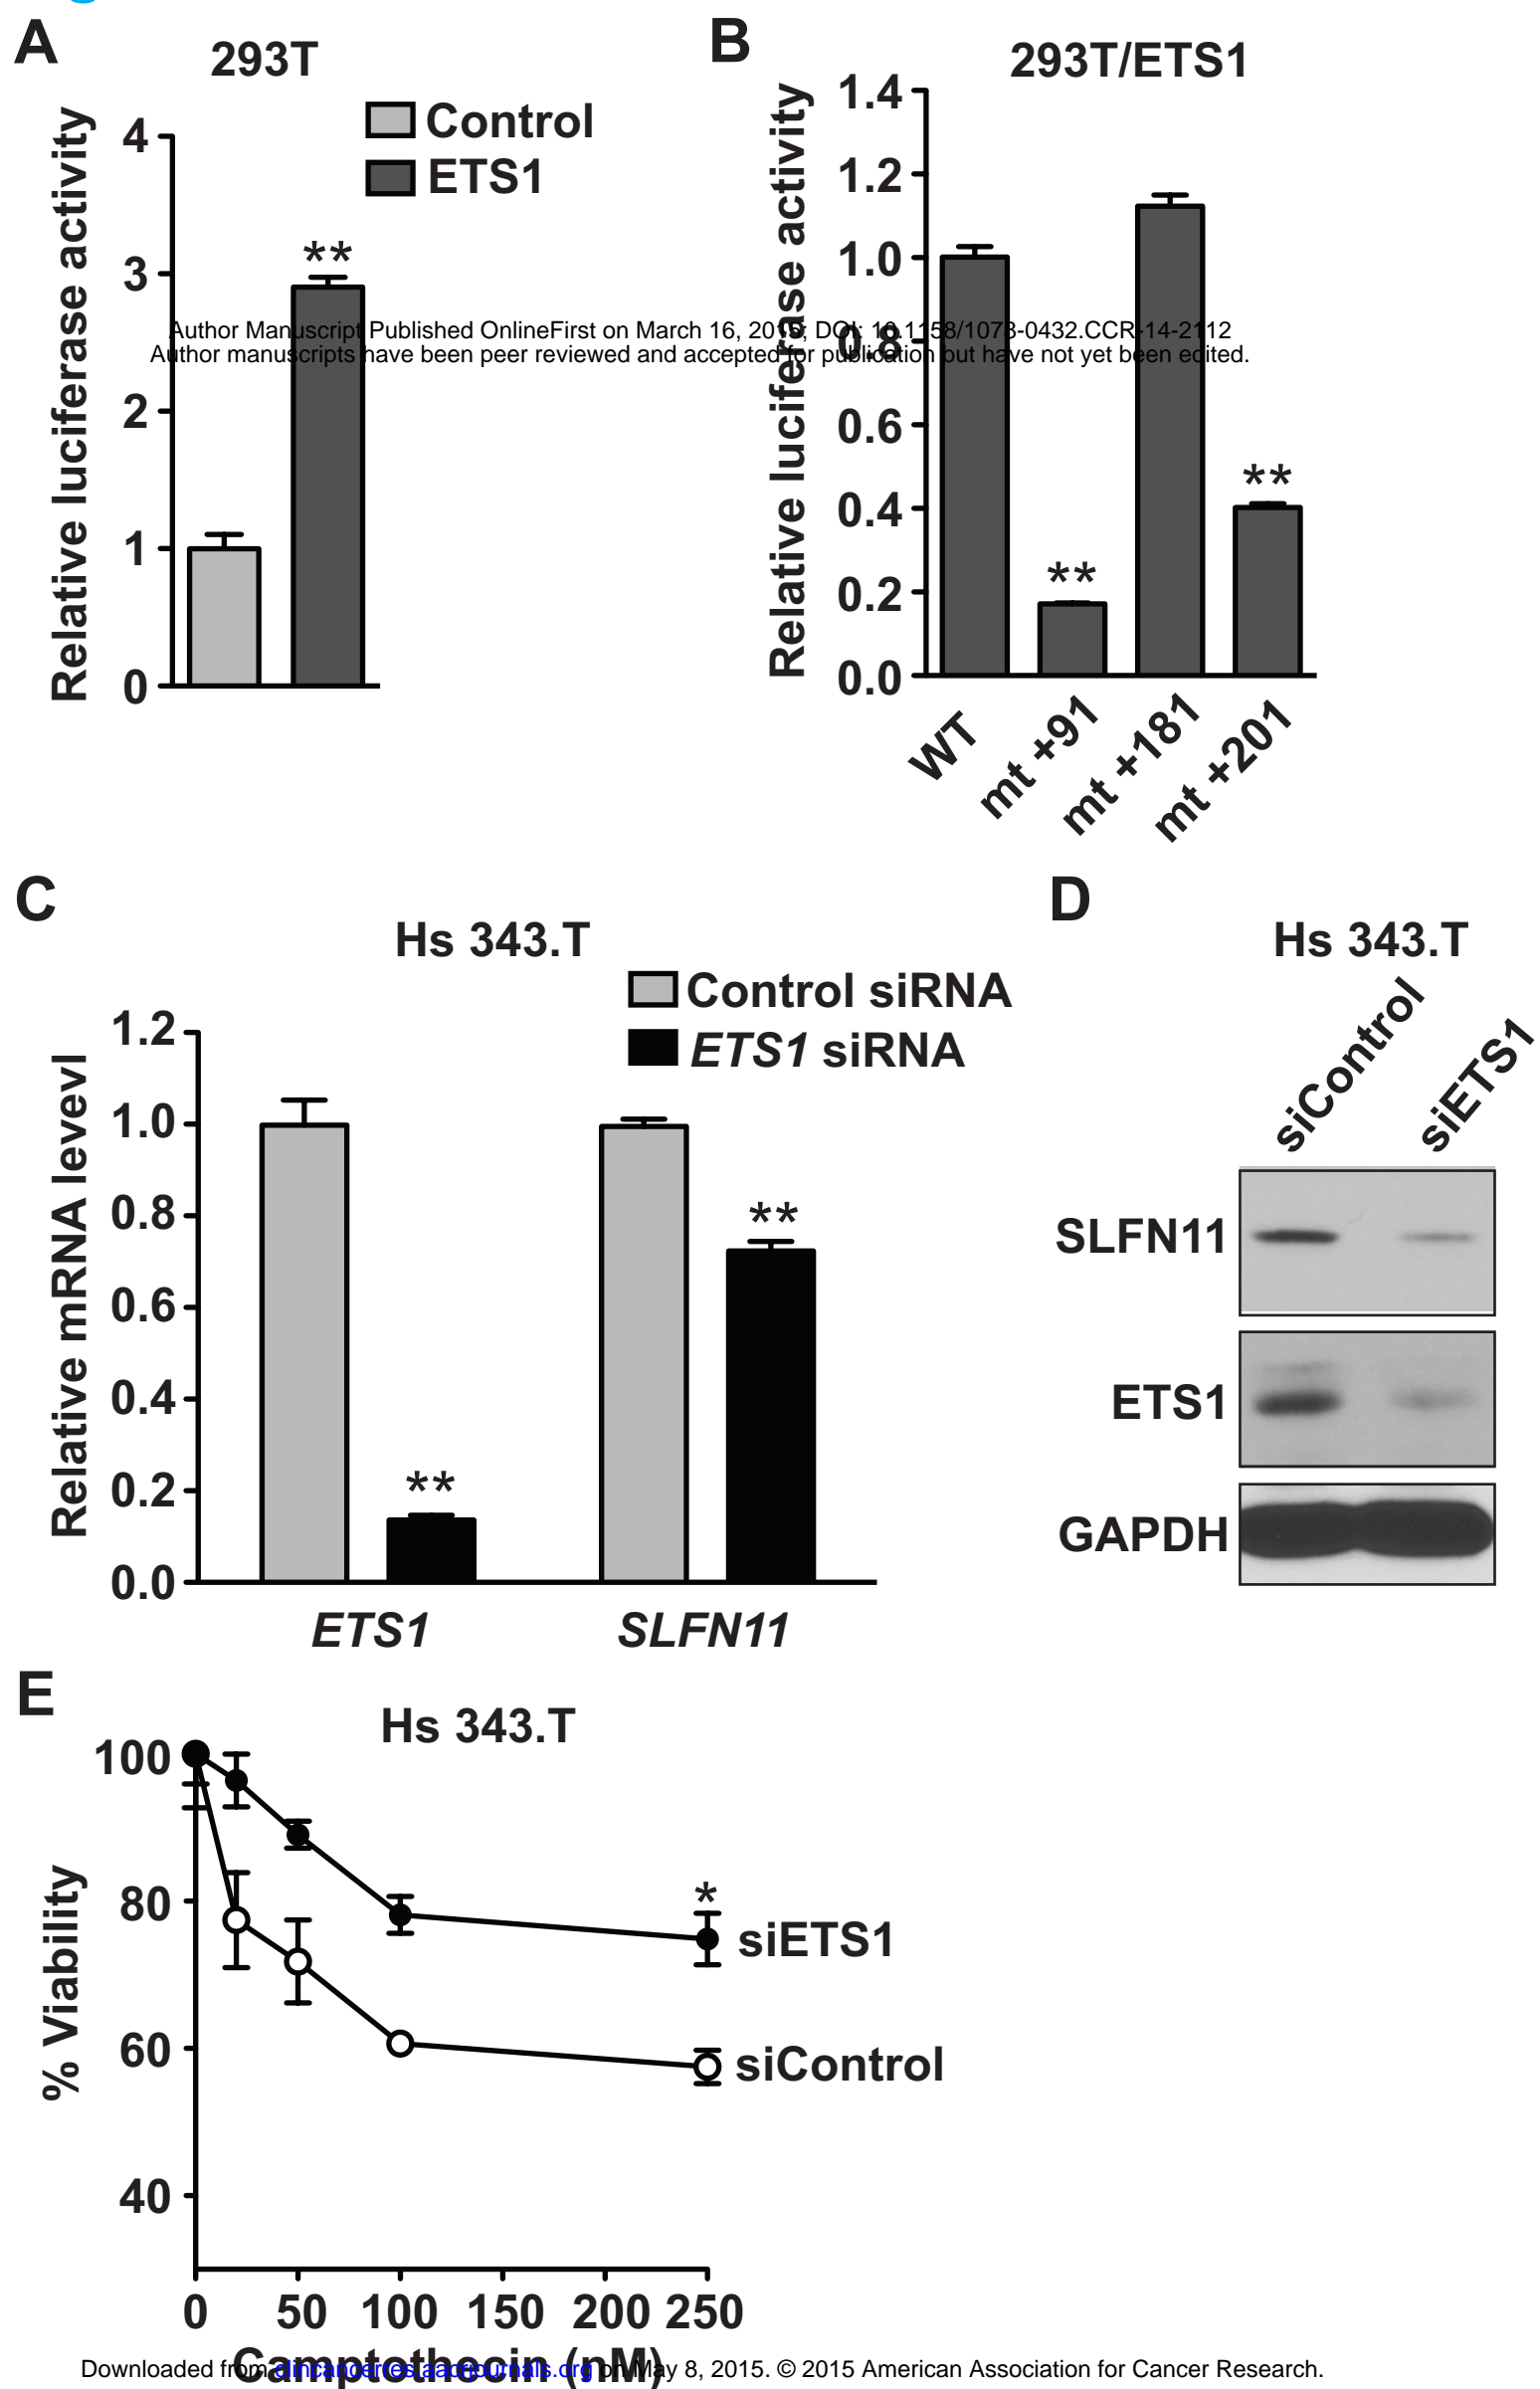 A
293T
Control
ETS1
Relative luciferase activity
4
3
2
1
0
**
B
293T/ETS1
Relative luciferase activity
1.4
1.2
1.0
0.8
0.6
0.4
0.2
0.0
**
**
WT
mt +91
mt +181
mt +201
Author Manuscript Published OnlineFirst on March 16, 2015; DOI: 10.1158/1078-0432.CCR-14-2112
Author manuscripts have been peer reviewed and accepted for publication but have not yet been edited.
C
Hs 343.T
Control siRNA
ETS1 siRNA
Relative mRNA levevl
1.2
1.0
0.8
0.6
0.4
0.2
0.0
**
**
ETS1
SLFN11
D
Hs 343.T
siControl
siETS1
SLFN11
ETS1
GAPDH
E
Hs 343.T
% Viability
100
80
60
40
*
siETS1
siControl
0 50 100 150 200 250
Camptothecin (nM)
Downloaded from clincancerres.aacrjournals.org on May 8, 2015. © 2015 American Association for Cancer Research.